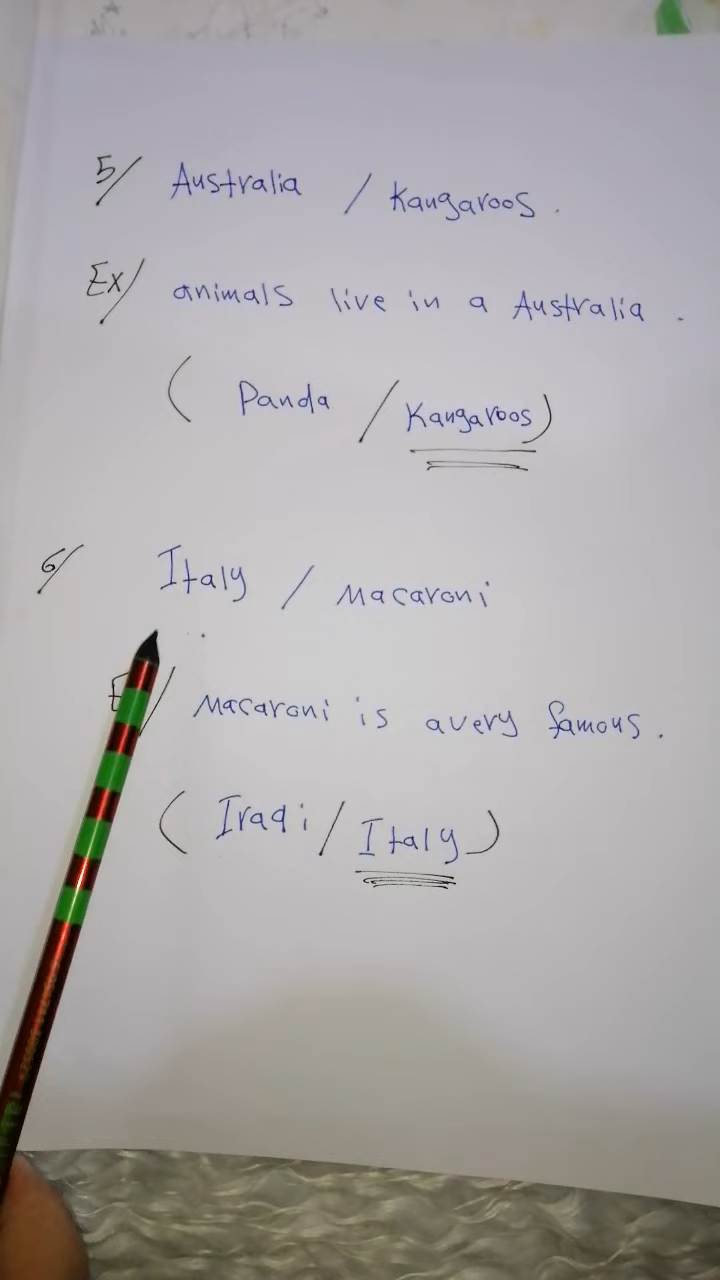 5/ Australia / Kangaroos.
Ex/ animals live in a Australia.
( Panda / Kangaroos)
6/ Italy / Macaroni
Macaroni is avery famous.
( Iraqi / Italy )